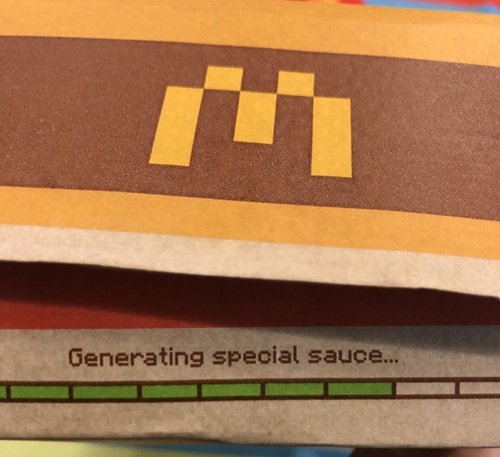 M
Generating special sauce...